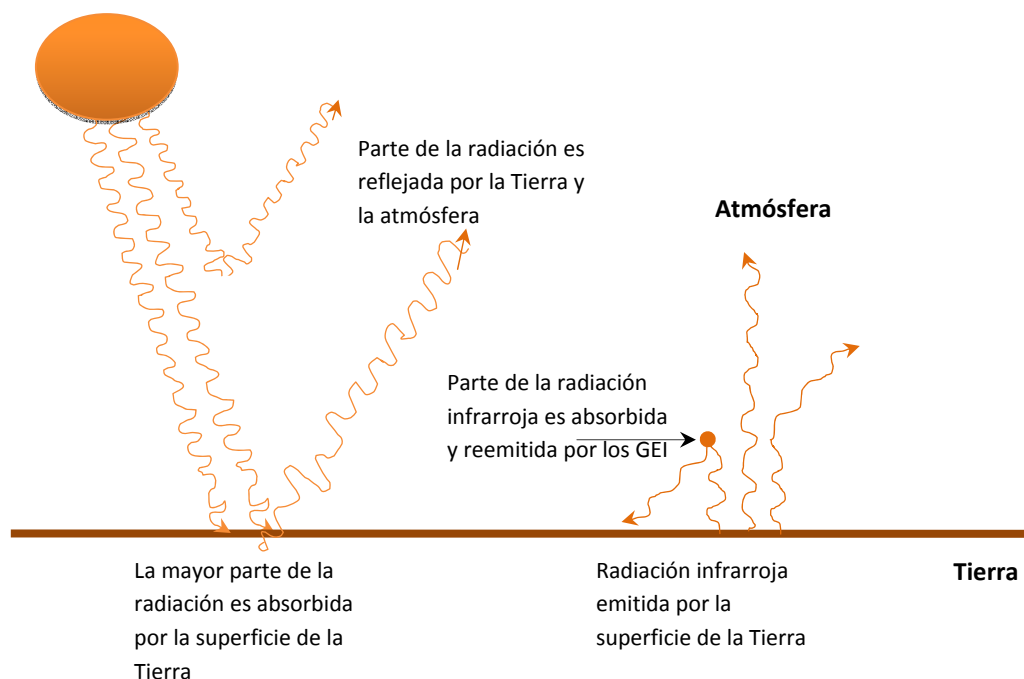 Parte de la radiación es
reflejada por la Tierra y
la atmósfera
Atmósfera
Parte de la radiación
infrarroja es absorbida
y reemitida por los GEI
La mayor parte de la
radiación es absorbida
por la superficie de la
Tierra
Radiación infrarroja
emitida por la
superficie de la Tierra
Tierra